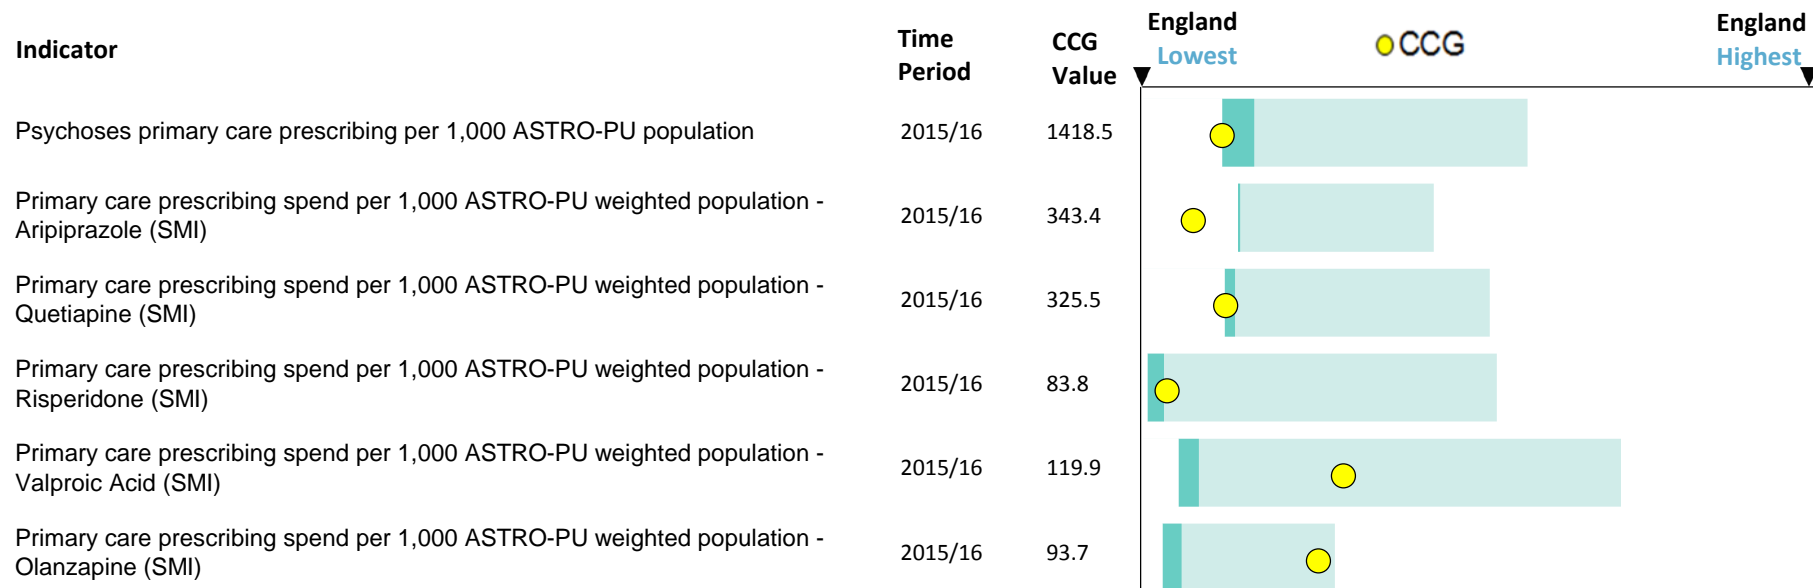 Indicator
Time
Period
CCG
Value
England
Lowest
CCG
England
Highest
Psychoses primary care prescribing per 1,000 ASTRO-PU population
2015/16
1418.5
Primary care prescribing spend per 1,000 ASTRO-PU weighted population -
Aripiprazole (SMI)
2015/16
343.4
Primary care prescribing spend per 1,000 ASTRO-PU weighted population -
Quetiapine (SMI)
2015/16
325.5
Primary care prescribing spend per 1,000 ASTRO-PU weighted population -
Risperidone (SMI)
2015/16
83.8
Primary care prescribing spend per 1,000 ASTRO-PU weighted population -
Valproic Acid (SMI)
2015/16
119.9
Primary care prescribing spend per 1,000 ASTRO-PU weighted population -
Olanzapine (SMI)
2015/16
93.7